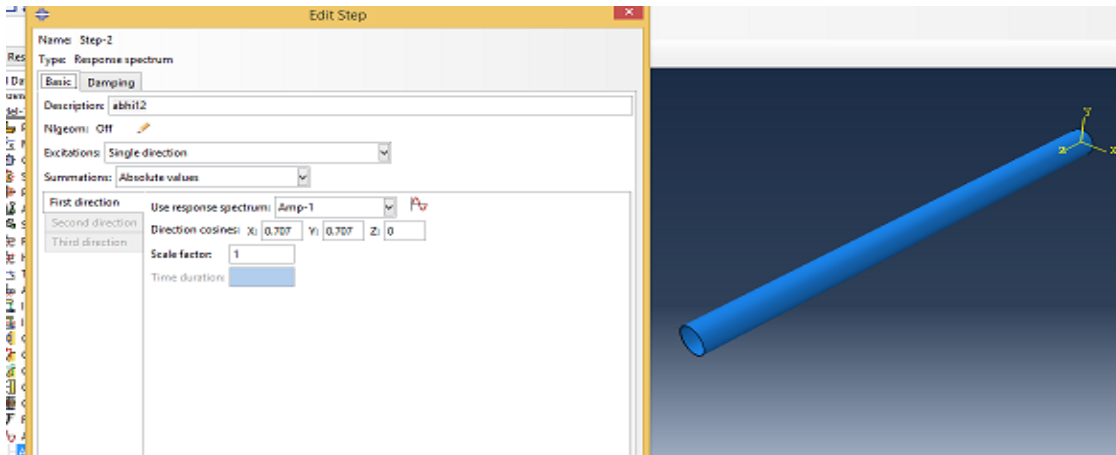 Edit Step
Name: Step-2
Type: Response spectrum
Basic Damping
Description: abhi12
Nlgeom: Off
Excitations: Single direction
Summations: Absolute values
First direction
Second direction
Third direction
Use response spectrum: Amp-1
Direction cosines: X: 0.707 Y: 0.707 Z: 0
Scale factor: 1
Time duration:
Res
Y
Z
X